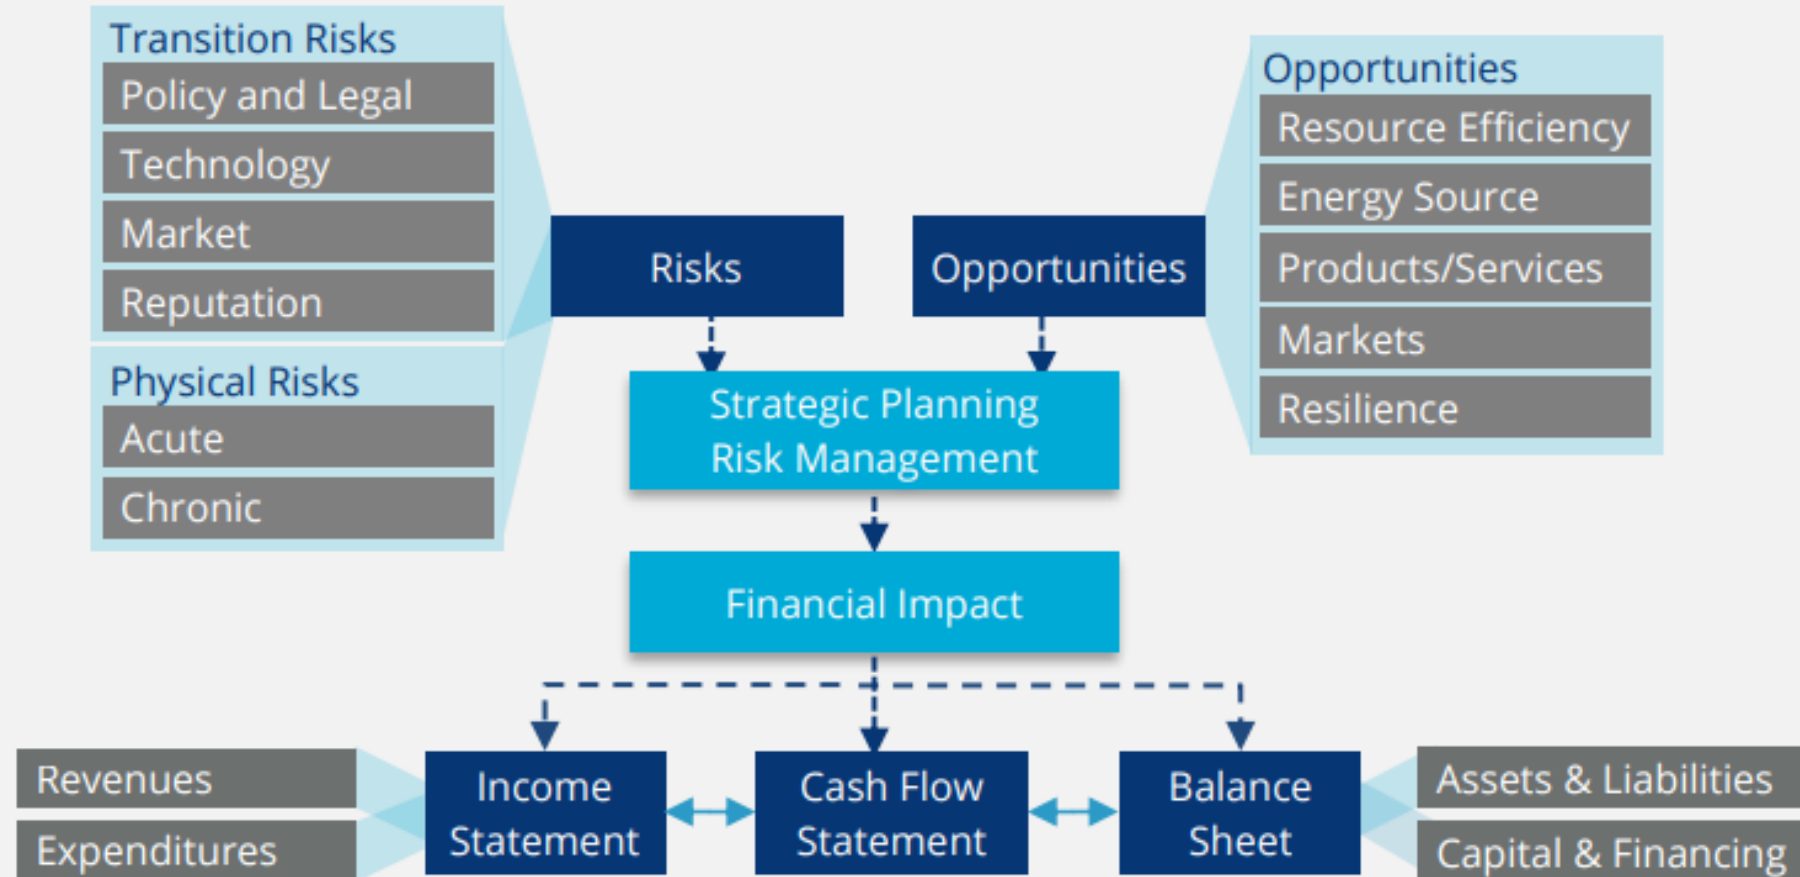 Transition Risks
Policy and Legal
Technology
Market
Reputation
Physical Risks
Acute
Chronic
Risks
Opportunities
Opportunities
Resource Efficiency
Energy Source
Products/Services
Markets
Resilience
Strategic Planning
Risk Management
Financial Impact
Revenues
Expenditures
Income
Statement
Cash Flow
Statement
Balance
Sheet
Assets & Liabilities
Capital & Financing